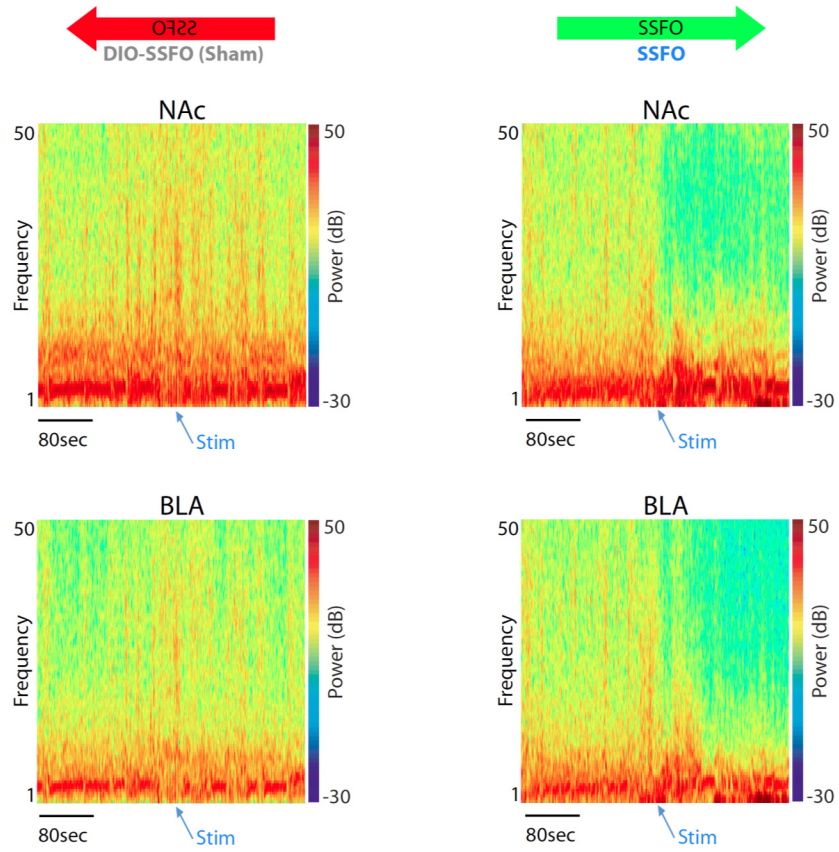 SSFO
DIO-SSFO (Sham)
SSFO
SSFO
NAc
50
Frequency
1
80sec
Stim
50
Power (dB)
-30
NAc
50
Frequency
1
80sec
Stim
50
Power (dB)
-30
BLA
50
Frequency
1
80sec
Stim
50
Power (dB)
-30
BLA
50
Frequency
1
80sec
Stim
50
Power (dB)
-30